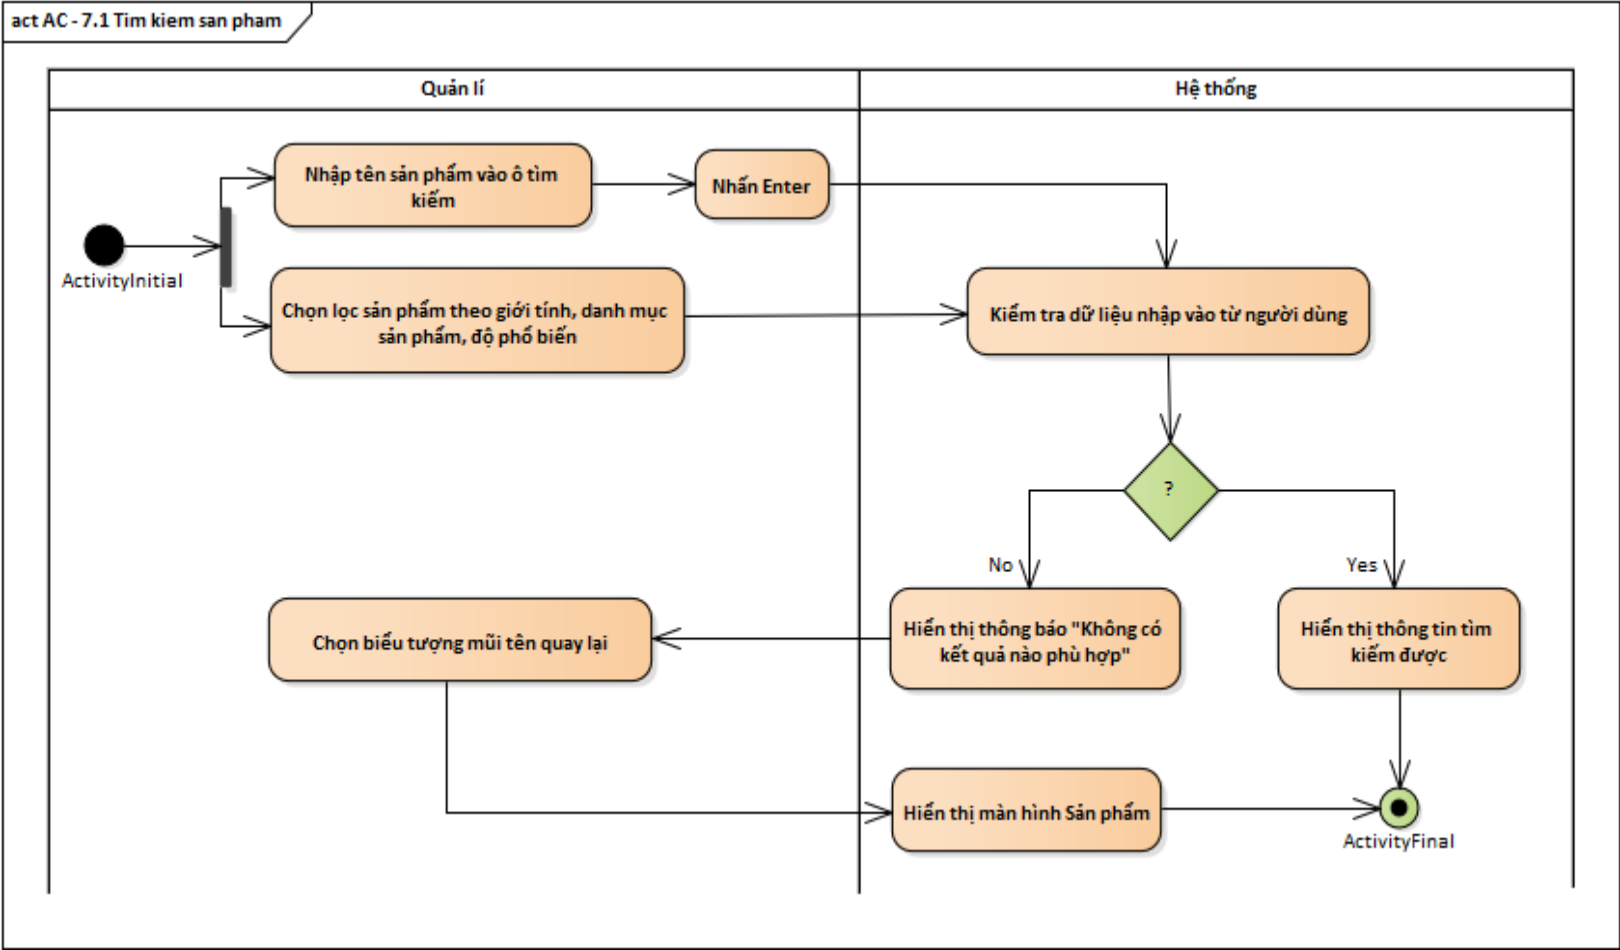 act AC - 7.1 Tim kiem san pham
Quản lí
Hệ thống
Nhập tên sản phẩm vào ô tìm
kiếm
Nhấn Enter
ActivityInitial
Chọn lọc sản phẩm theo giới tính, danh mục
sản phẩm, độ phổ biến
Kiểm tra dữ liệu nhập vào từ người dùng
?
No
Yes
Chọn biểu tượng mũi tên quay lại
Hiển thị thông báo "Không có
kết quả nào phù hợp"
Hiển thị thông tin tìm
kiếm được
Hiển thị màn hình Sản phẩm
ActivityFinal